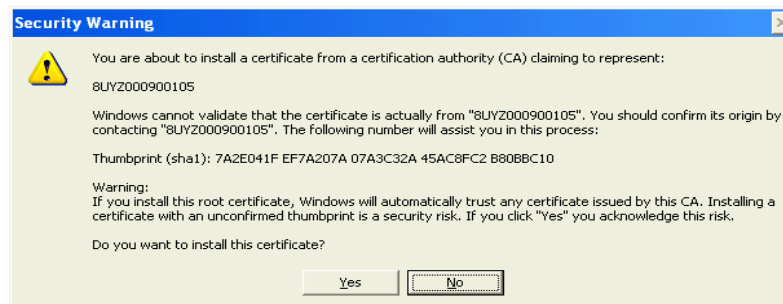 Security Warning
You are about to install a certificate from a certification authority (CA) claiming to represent:
8UYZ000900105
Windows cannot validate that the certificate is actually from "8UYZ000900105". You should confirm its origin by
contacting "8UYZ000900105". The following number will assist you in this process:
Thumbprint (sha1): 7A2E041F EF7A207A 07A3C32A 45AC8FC2 B80BBC10
Warning:
If you install this root certificate, Windows will automatically trust any certificate issued by this CA. Installing a
certificate with an unconfirmed thumbprint is a security risk. If you click "Yes" you acknowledge this risk.
Do you want to install this certificate?
Yes No